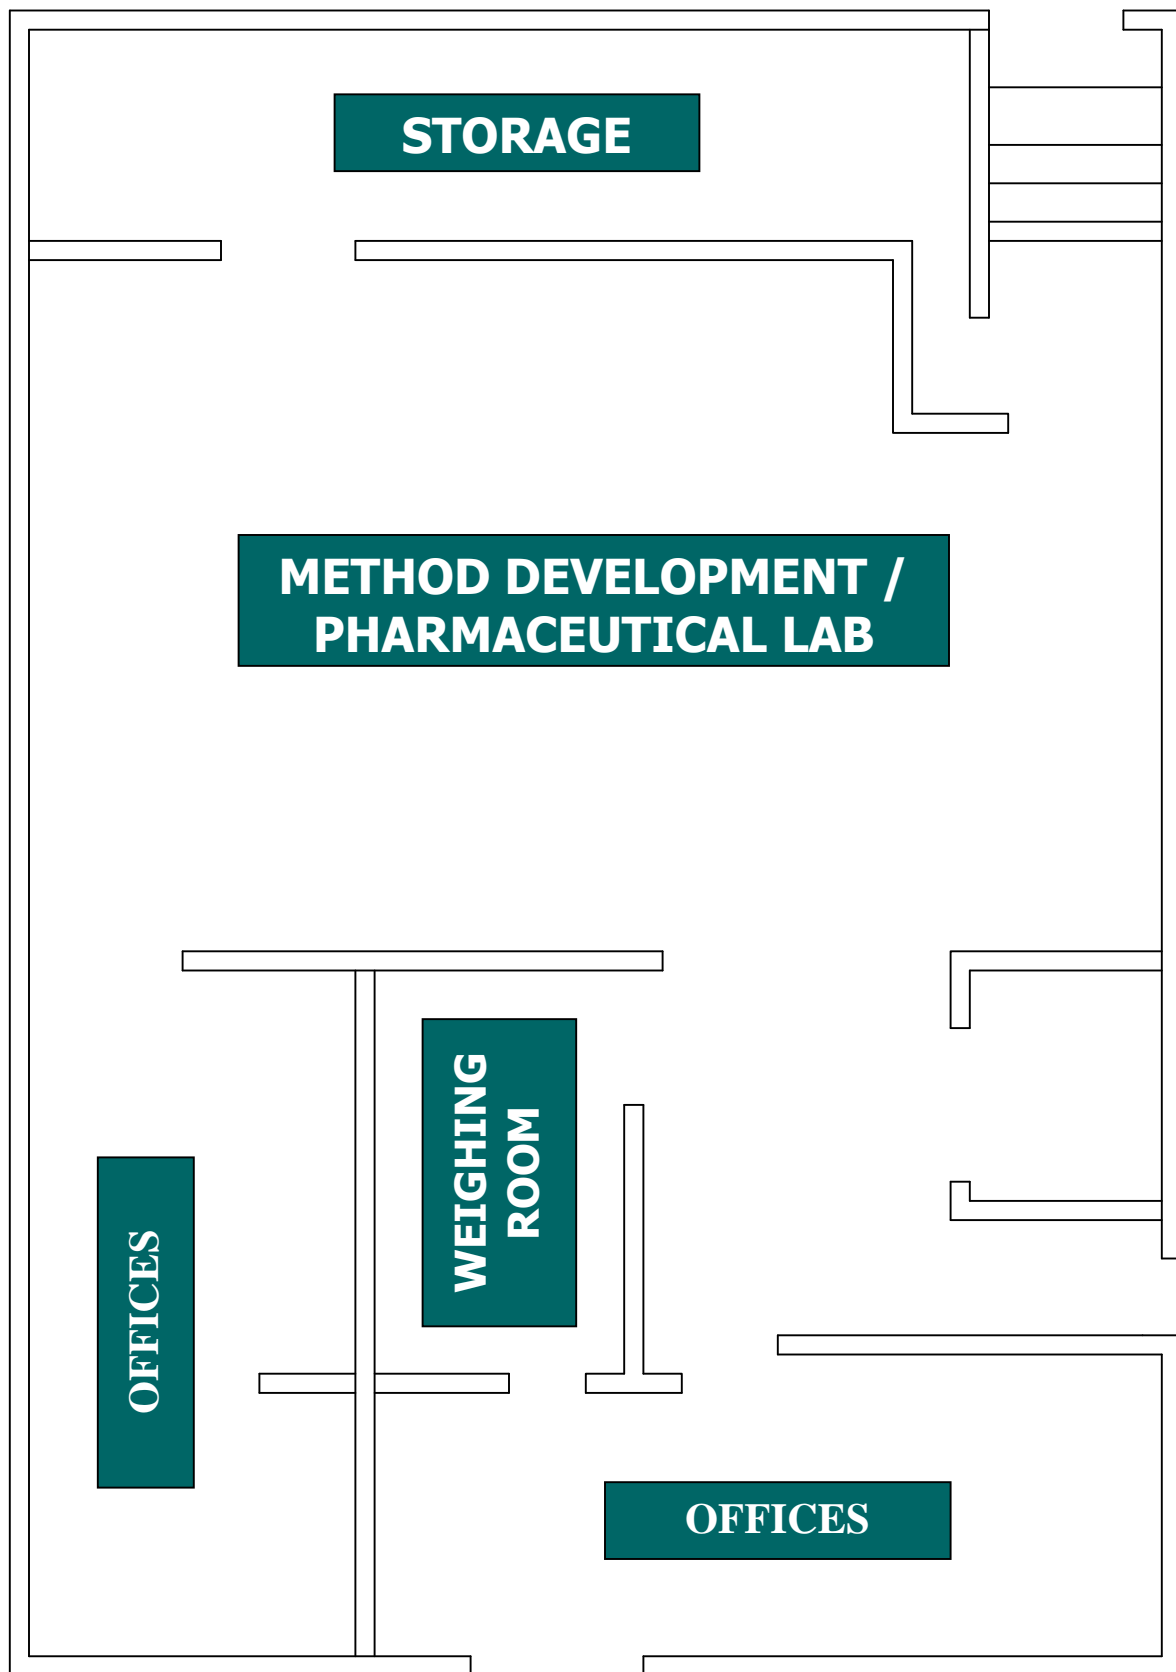 STORAGE
METHOD DEVELOPMENT /
PHARMACEUTICAL LAB
WEIGHING
ROOM
OFFICES
OFFICES